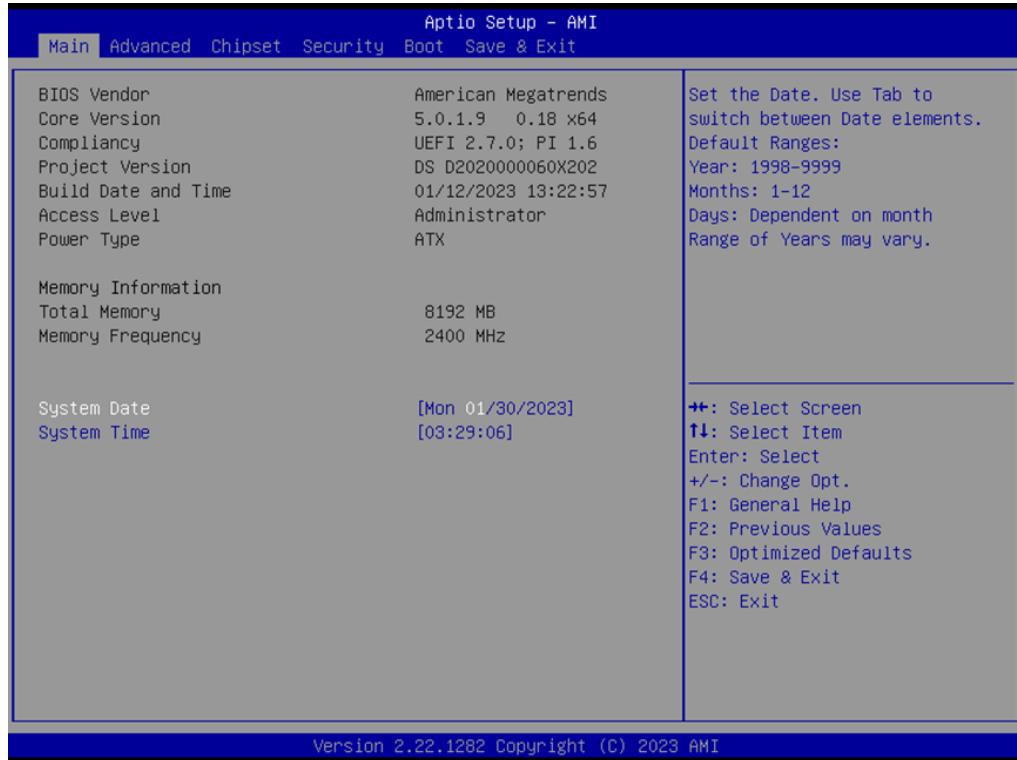 Aptio Setup – AMI
Main Advanced Chipset Security Boot Save & Exit
BIOS Vendor American Megatrends
Core Version 5.0.1.9 0.18 x64
Compliancy UEFI 2.7.0; PI 1.6
Project Version DS D2020000060X202
Build Date and Time 01/12/2023 13:22:57
Access Level Administrator
Power Type ATX
Memory Information
Total Memory 8192 MB
Memory Frequency 2400 MHz
System Date [Mon 01/30/2023]
System Time [03:29:06]
Set the Date. Use Tab to
switch between Date elements.
Default Ranges:
Year: 1998-9999
Months: 1-12
Days: Dependent on month
Range of Years may vary.
→←: Select Screen
↑↓: Select Item
Enter: Select
+/-: Change Opt.
F1: General Help
F2: Previous Values
F3: Optimized Defaults
F4: Save & Exit
ESC: Exit
Version 2.22.1282 Copyright (C) 2023 AMI